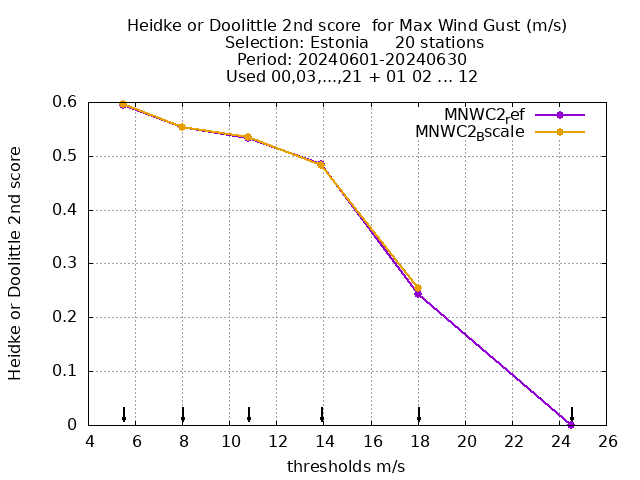 Heidke or Doolittle 2nd score  for Max Wind Gust (m/s)
Selection: Estonia     20 stations
Period: 20240601-20240630
Used 00,03,...,21 + 01 02 ... 12
MNWC2_ref
MNWC2_Bscale
Heidke or Doolittle 2nd score
0.6
0.5
0.4
0.3
0.2
0.1
0
4 6 8 10 12 14 16 18 20 22 24 26
thresholds m/s